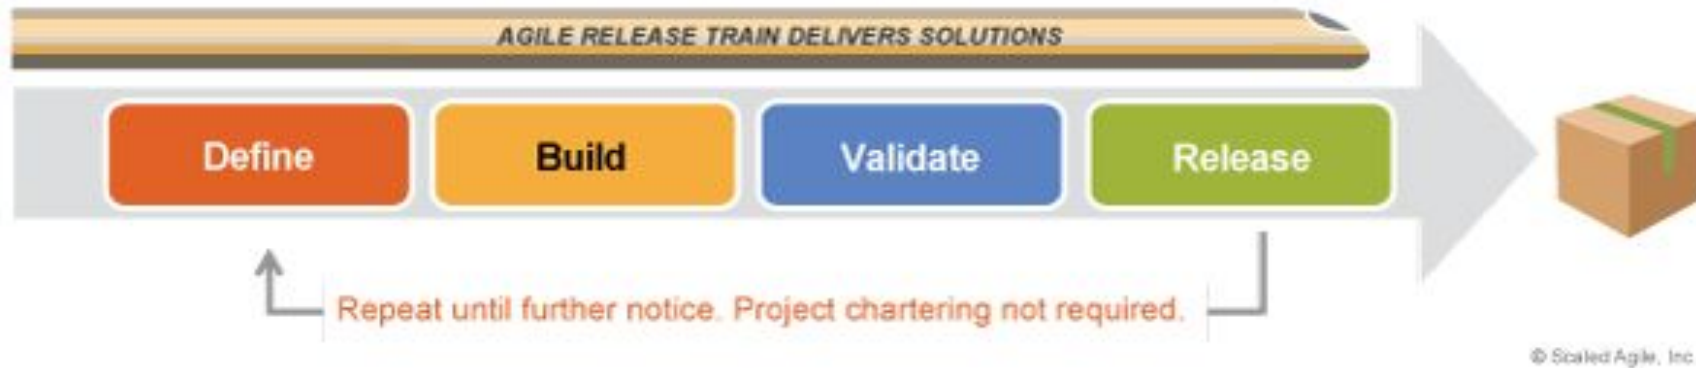 AGILE RELEASE TRAIN DELIVERS SOLUTIONS
Define
Build
Validate
Release
Repeat until further notice. Project chartering not required.
© Scaled Agile, Inc